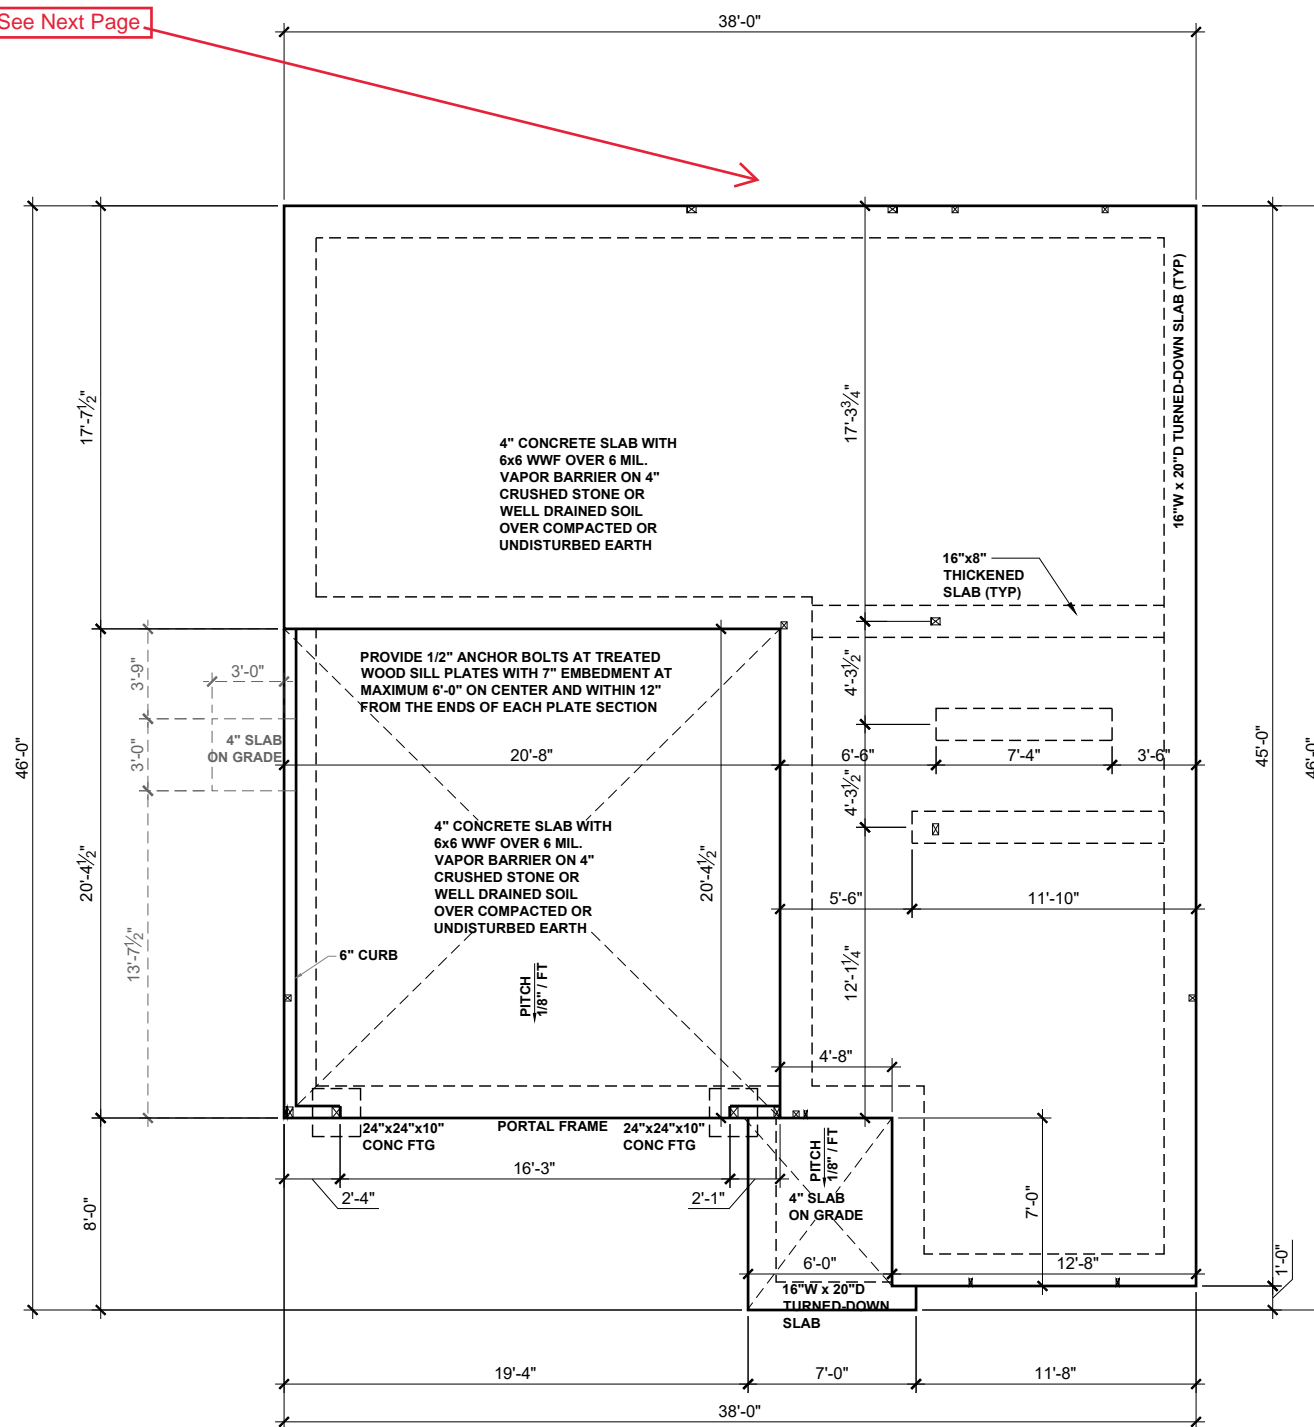 See Next Page
38'-0"
17'-7½"
17'-3¾"
16"W x 20"D TURNED-DOWN SLAB (TYP)
4" CONCRETE SLAB WITH
6x6 WWF OVER 6 MIL.
VAPOR BARRIER ON 4"
CRUSHED STONE OR
WELL DRAINED SOIL
OVER COMPACTED OR
UNDISTURBED EARTH
16"x8"
THICKENED
SLAB (TYP)
PROVIDE 1/2" ANCHOR BOLTS AT TREATED
WOOD SILL PLATES WITH 7" EMBEDMENT AT
MAXIMUM 6'-0" ON CENTER AND WITHIN 12"
FROM THE ENDS OF EACH PLATE SECTION
3'-9"
3'-0"
4'-3½"
4" SLAB
ON GRADE
3'-0"
46'-0"
20'-8"
6'-6"
7'-4"
3'-6"
45'-0"
46'-0"
4'-3½"
4" CONCRETE SLAB WITH
6x6 WWF OVER 6 MIL.
VAPOR BARRIER ON 4"
CRUSHED STONE OR
WELL DRAINED SOIL
OVER COMPACTED OR
UNDISTURBED EARTH
20'-4½"
20'-4½"
5'-6"
11'-10"
13'-7½"
6" CURB
12'-1¼"
PITCH
1/8" / FT
4'-8"
24"x24"x10"
CONC FTG
PORTAL FRAME
24"x24"x10"
CONC FTG
PITCH
1/8" / FT
16'-3"
2'-4"
2'-1"
4" SLAB
ON GRADE
7'-0"
8'-0"
6'-0"
12'-8"
1'-0"
16"W x 20"D
TURNED-DOWN
SLAB
19'-4"
7'-0"
11'-8"
38'-0"